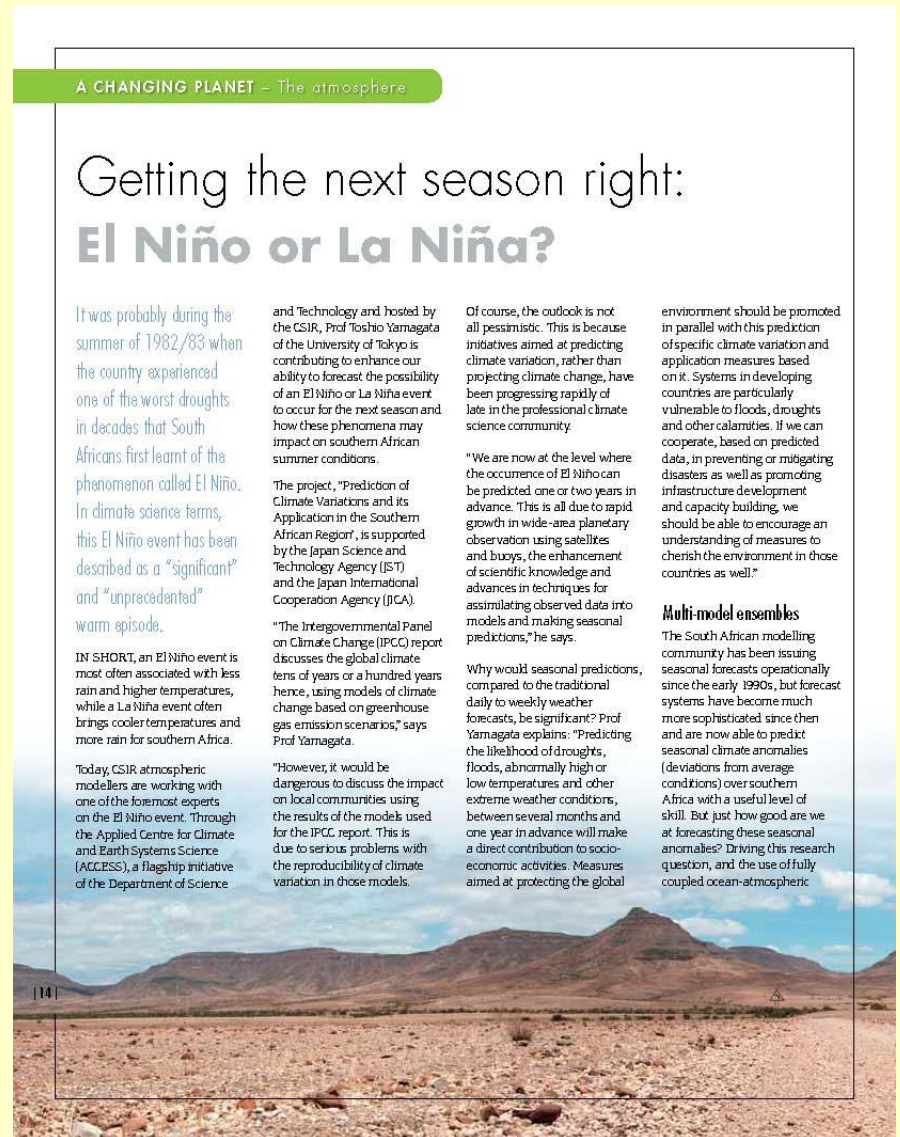 A CHANGING PLANET – The atmosphere
Getting the next season right:
El Niño or La Niña?
It was probably during the
summer of 1982/83 when
the country experienced
one of the worst droughts
in decades that South
Africans first learnt of the
phenomenon called El Niño.
In climate science terms,
this El Niño event has been
described as a “significant”
and “unprecedented”
warm episode.
IN SHORT, an El Niño event is
most often associated with less
rain and higher temperatures,
while a La Niña event often
brings cooler temperatures and
more rain for southern Africa.
Today, CSIR atmospheric
modellers are working with
one of the foremost experts
on the El Niño event. Through
the Applied Centre for Climate
and Earth Systems Science
(ACCESS), a flagship initiative
of the Department of Science
and Technology and hosted by
the CSIR, Prof Toshio Yamagata
of the University of Tokyo is
contributing to enhance our
ability to forecast the possibility
of an El Niño or La Niña event
to occur for the next season and
how these phenomena may
impact on southern African
summer conditions.
The project, “Prediction of
Climate Variations and its
Application in the Southern
African Region”, is supported
by the Japan Science and
Technology Agency (JST)
and the Japan International
Cooperation Agency (JICA).
“The Intergovernmental Panel
on Climate Change (IPCC) report
discusses the global climate
tens of years or a hundred years
hence, using models of climate
change based on greenhouse
gas emission scenarios,” says
Prof Yamagata.
“However, it would be
dangerous to discuss the impact
on local communities using
the results of the models used
for the IPCC report. This is
due to serious problems with
the reproducibility of climate
variation in those models.
Of course, the outlook is not
all pessimistic. This is because
initiatives aimed at predicting
climate variation, rather than
projecting climate change, have
been progressing rapidly of
late in the professional climate
science community.
“We are now at the level where
the occurrence of El Niño can
be predicted one or two years in
advance. This is all due to rapid
growth in wide-area planetary
observation using satellites
and buoys, the enhancement
of scientific knowledge and
advances in techniques for
assimilating observed data into
models and making seasonal
predictions,” he says.
Why would seasonal predictions,
compared to the traditional
daily to weekly weather
forecasts, be significant? Prof
Yamagata explains: “Predicting
the likelihood of droughts,
floods, abnormally high or
low temperatures and other
extreme weather conditions,
between several months and
one year in advance will make
a direct contribution to socio-
economic activities. Measures
aimed at protecting the global
environment should be promoted
in parallel with this prediction
of specific climate variation and
application measures based
on it. Systems in developing
countries are particularly
vulnerable to floods, droughts
and other calamities. If we can
cooperate, based on predicted
data, in preventing or mitigating
disasters as well as promoting
infrastructure development
and capacity building, we
should be able to encourage an
understanding of measures to
cherish the environment in those
countries as well.”
Multi-model ensembles
The South African modelling
community has been issuing
seasonal forecasts operationally
since the early 1990s, but forecast
systems have become much
more sophisticated since then
and are now able to predict
seasonal climate anomalies
(deviations from average
conditions) over southern
Africa with a useful level of
skill. But just how good are we
at forecasting these seasonal
anomalies? Driving this research
question, and the use of fully
coupled ocean-atmospheric
|14|